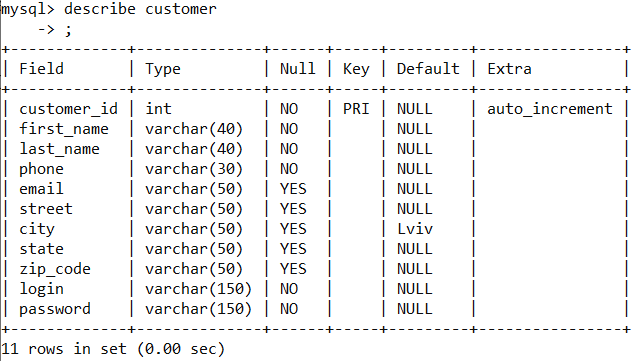 mysql> describe customer
    -> ;
+-------------+--------------+------+-----+---------+----------------+
| Field       | Type         | Null | Key | Default | Extra          |
+-------------+--------------+------+-----+---------+----------------+
| customer_id | int          | NO   | PRI | NULL    | auto_increment |
| first_name  | varchar(40)  | NO   |     | NULL    |                |
| last_name   | varchar(40)  | NO   |     | NULL    |                |
| phone       | varchar(30)  | NO   |     | NULL    |                |
| email       | varchar(50)  | YES  |     | NULL    |                |
| street      | varchar(50)  | YES  |     | NULL    |                |
| city        | varchar(50)  | YES  |     | Lviv    |                |
| state       | varchar(50)  | YES  |     | NULL    |                |
| zip_code    | varchar(50)  | YES  |     | NULL    |                |
| login       | varchar(150) | NO   |     | NULL    |                |
| password    | varchar(150) | NO   |     | NULL    |                |
+-------------+--------------+------+-----+---------+----------------+
11 rows in set (0.00 sec)